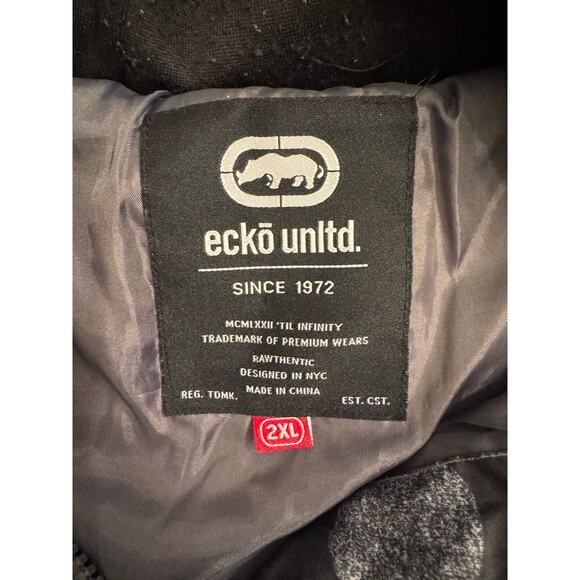 eckō unltd.
SINCE 1972
MCMLXXII 'TIL INFINITY
TRADEMARK OF PREMIUM WEARS
RAWTHENTIC
DESIGNED IN NYC
MADE IN CHINA
REG. TDMK. EST. CST.
2XL